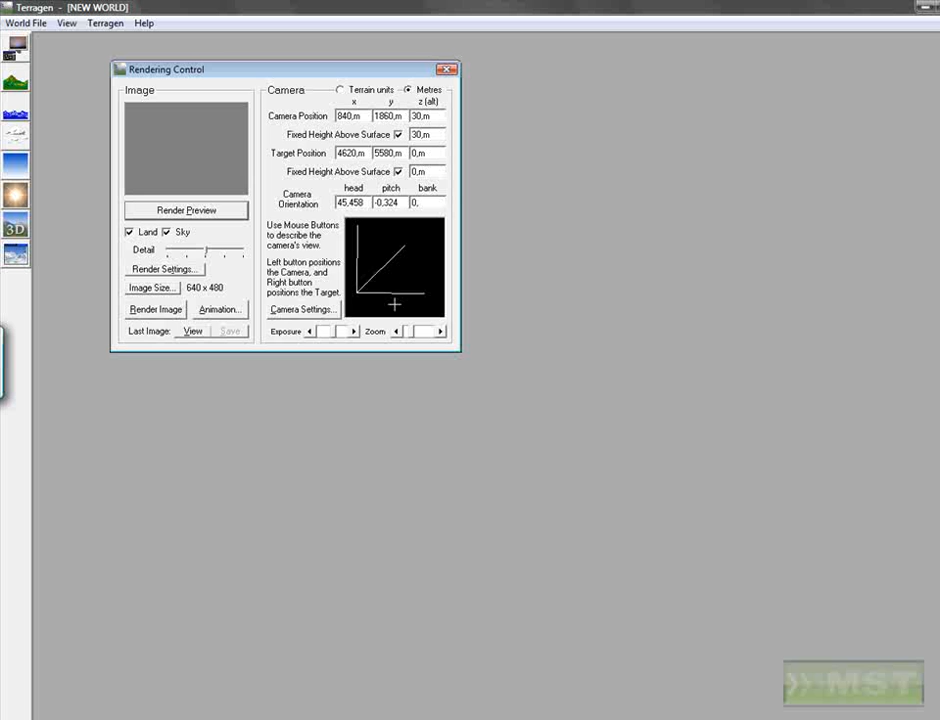 Terragen - [NEW WORLD]
World File View Terragen Help
Rendering Control
Image
Render Preview
Land Sky
Detail
Render Settings...
Image Size... 640 x 480
Render Image Animation...
Last Image: View Save
Camera Terrain units Metres
x y z (alt)
Camera Position 840,m 1860,m 30,m
Fixed Height Above Surface 30,m
Target Position 4620,m 5580,m 0,m
Fixed Height Above Surface 0,m
head pitch bank
Camera
Orientation 45,458 -0,324 0,
Use Mouse Buttons
to describe the
camera's view.
Left button positions
the Camera, and
Right button
positions the Target.
Camera Settings...
Exposure Zoom
3D
>> MST